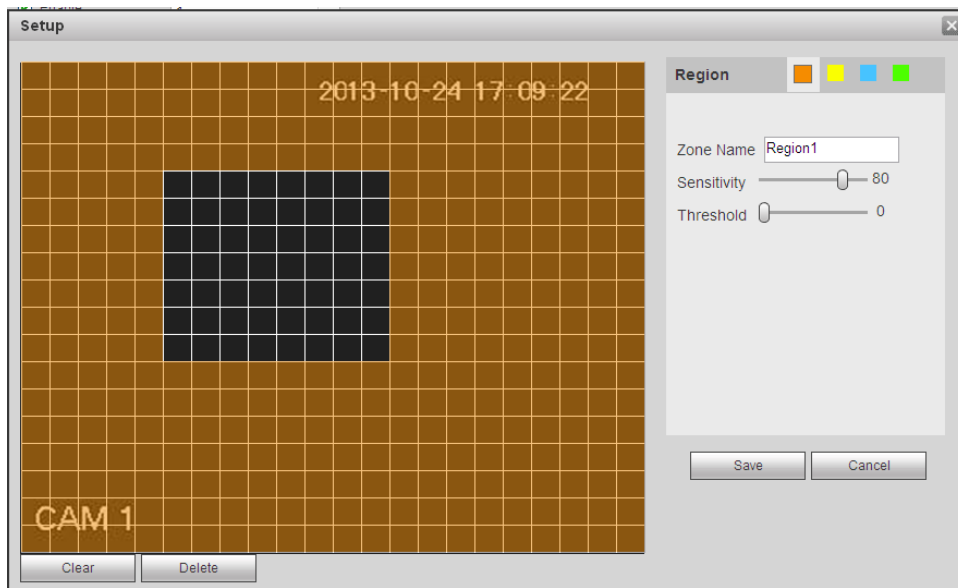 Enable
Setup
2013-10-24 17:09:22
Region
Zone Name Region1
Sensitivity 80
Threshold 0
Save Cancel
CAM 1
Clear Delete